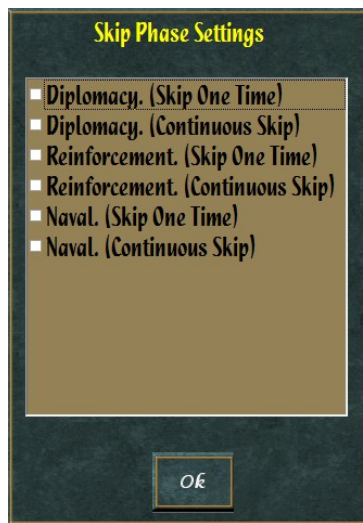 Skip Phase Settings
Diplomacy. (Skip One Time)
Diplomacy. (Continuous Skip)
Reinforcement. (Skip One Time)
Reinforcement. (Continuous Skip)
Naval. (Skip One Time)
Naval. (Continuous Skip)
Ok